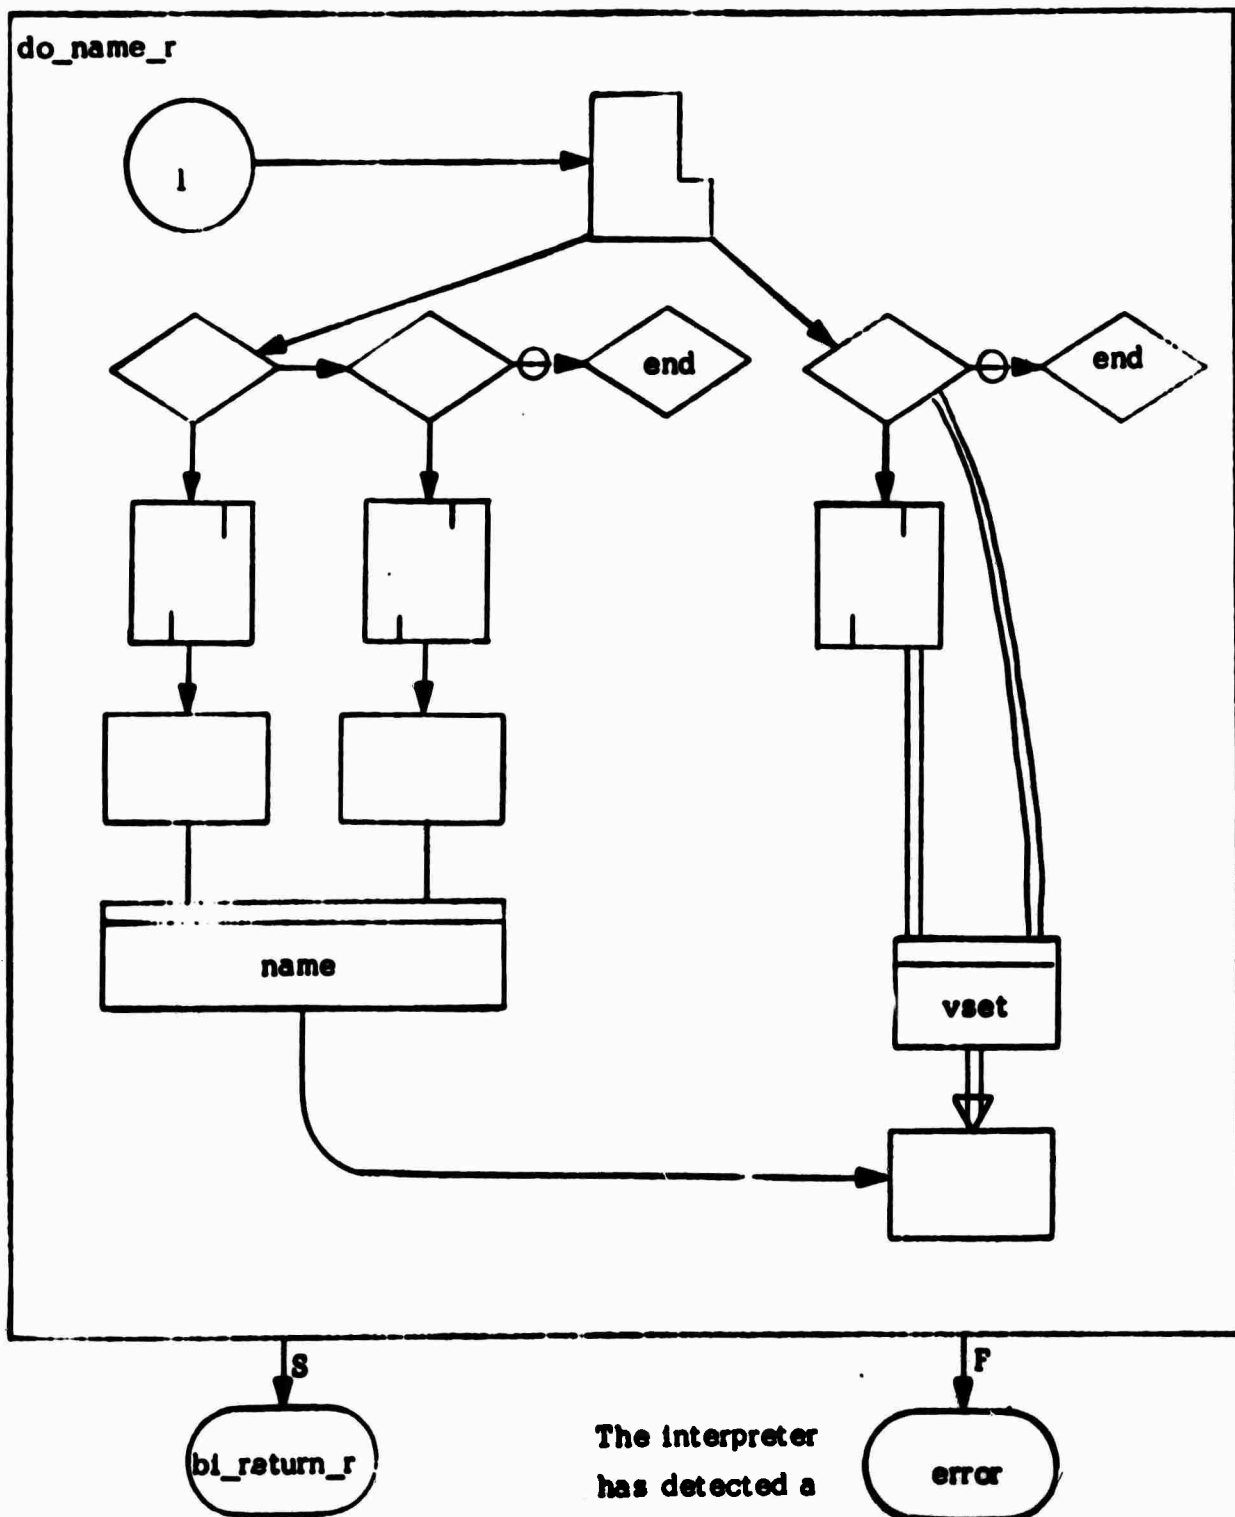 do_name_r
1
end
end
name
vset
S
F
bi_return_r
The interpreter
has detected a
error